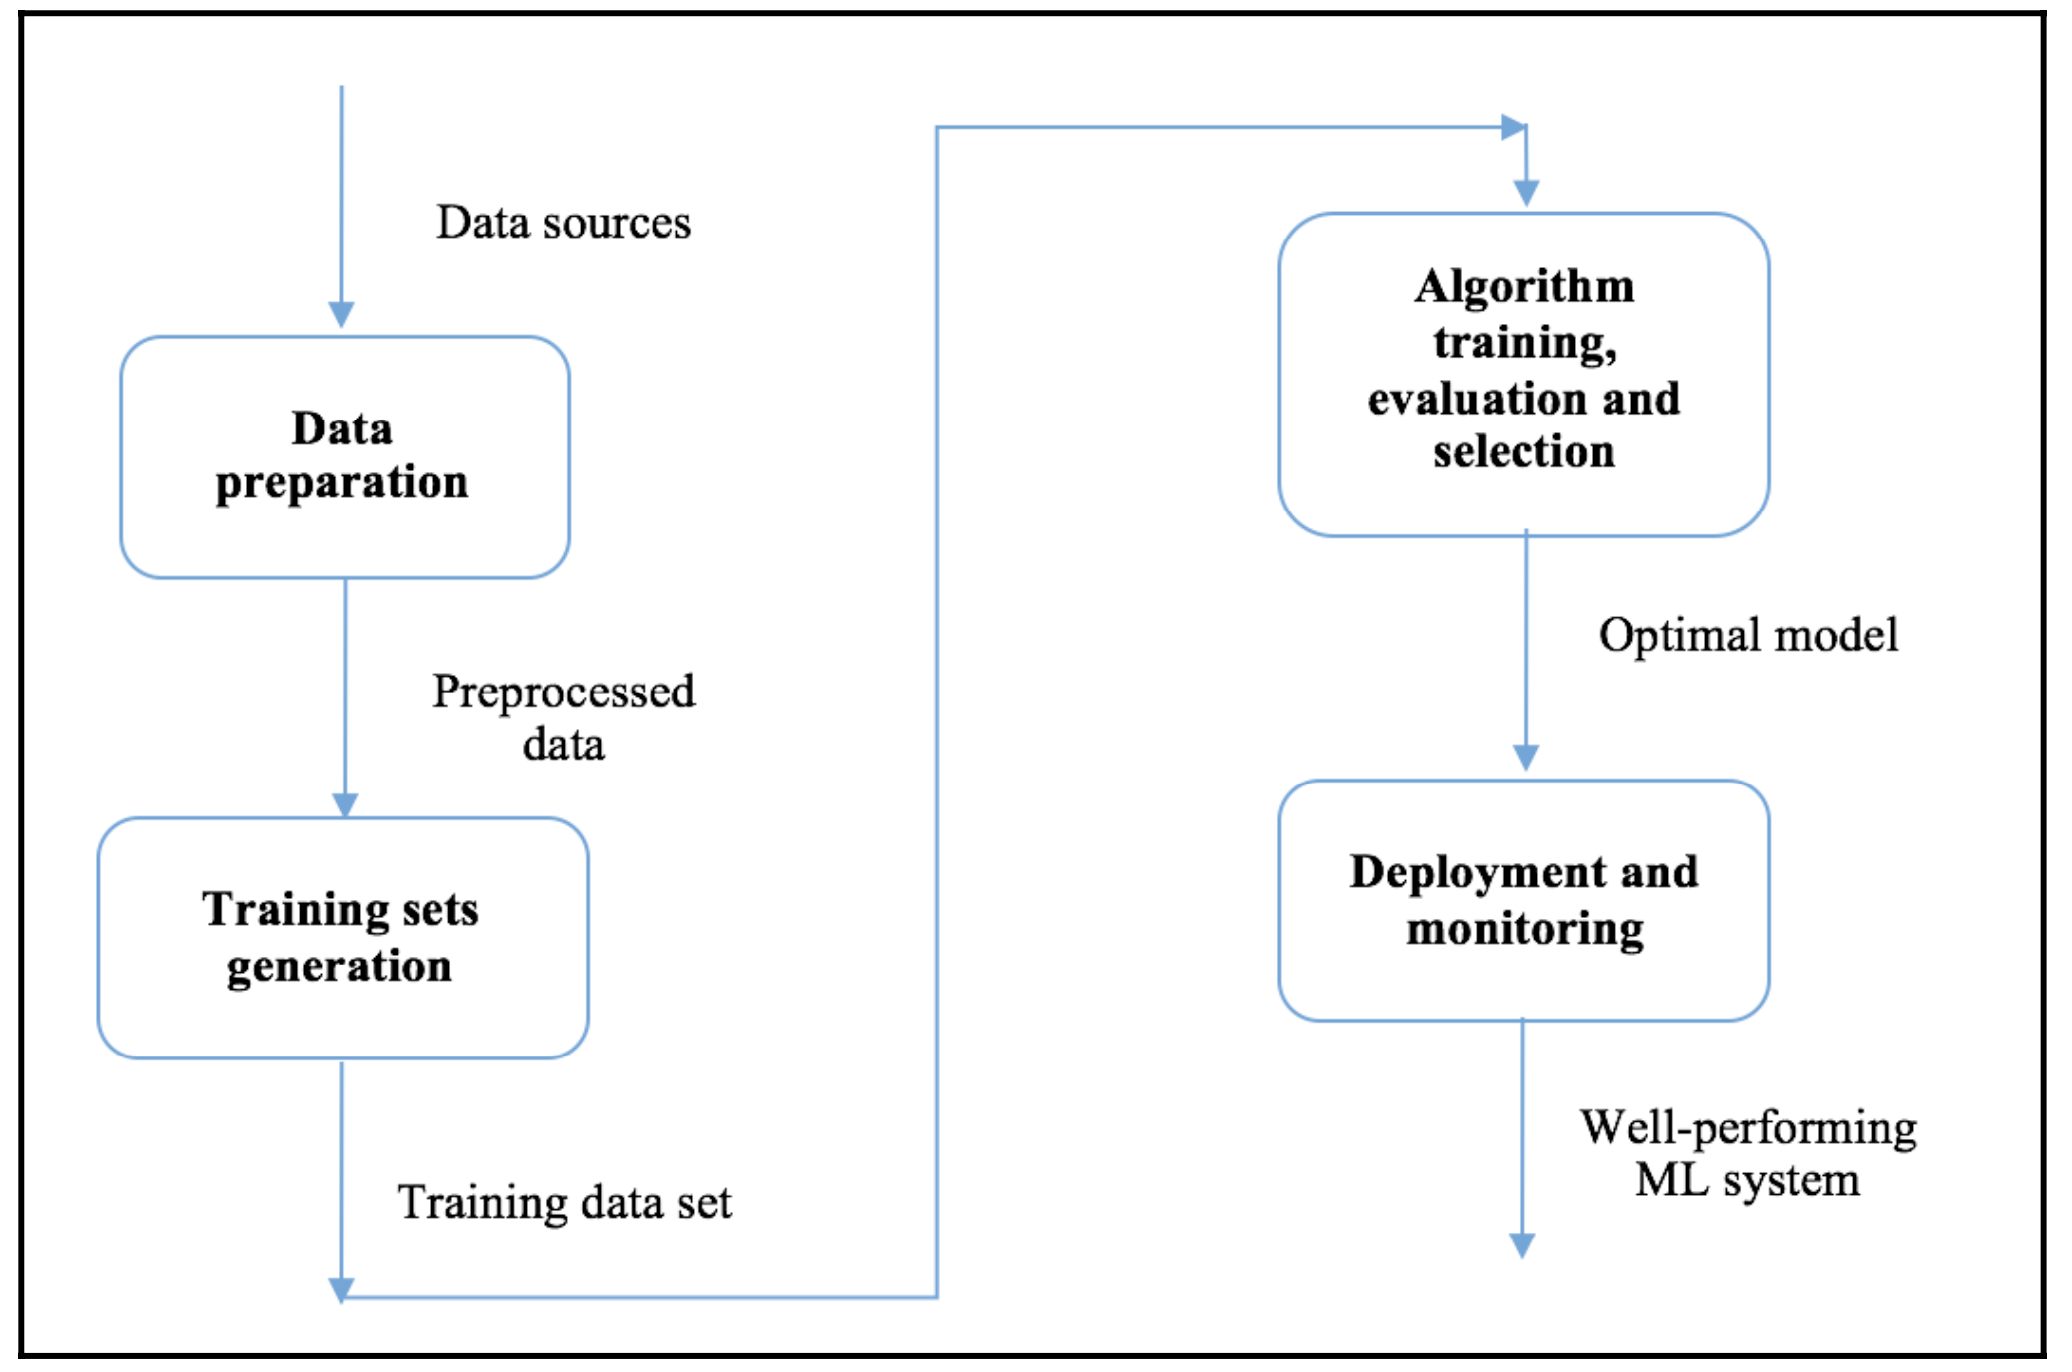 Data sources
Data
preparation
Preprocessed
data
Training sets
generation
Training data set
Algorithm
training,
evaluation and
selection
Optimal model
Deployment and
monitoring
Well-performing
ML system